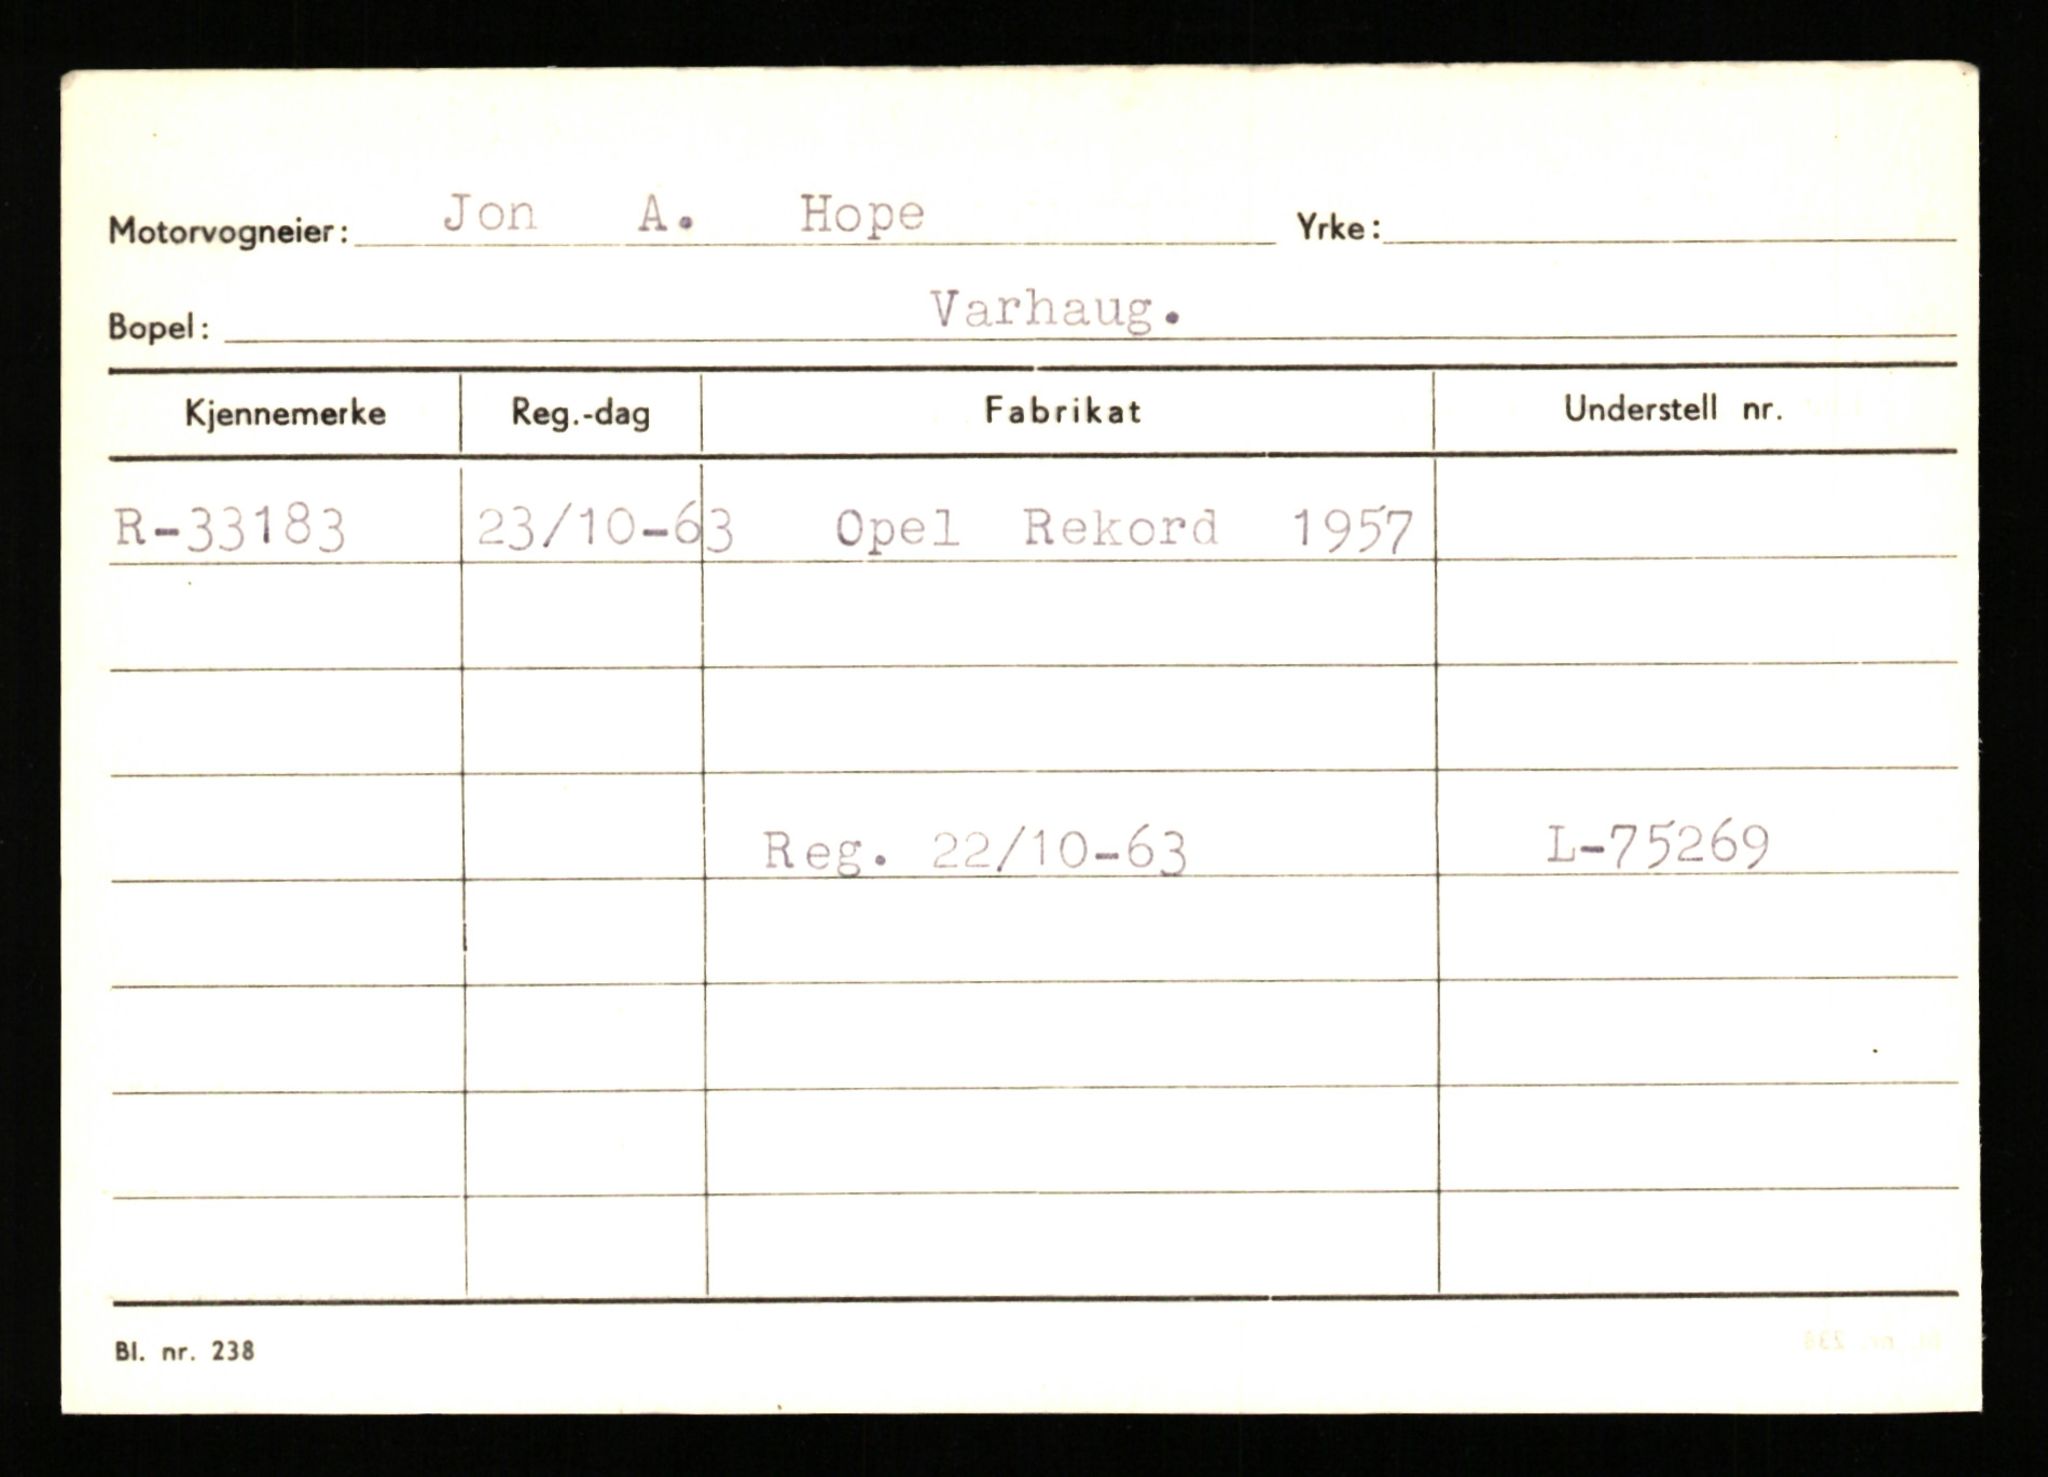 Motorvogneier: Jon A. Hope Yrke:
Bopel: Varhaug.
Kjennemerke Reg.-dag Fabrikat Understell nr.
R-33183 23/10-63 Opel Rekord 1957
Reg. 22/10-63 L-75269
Bl. nr. 238